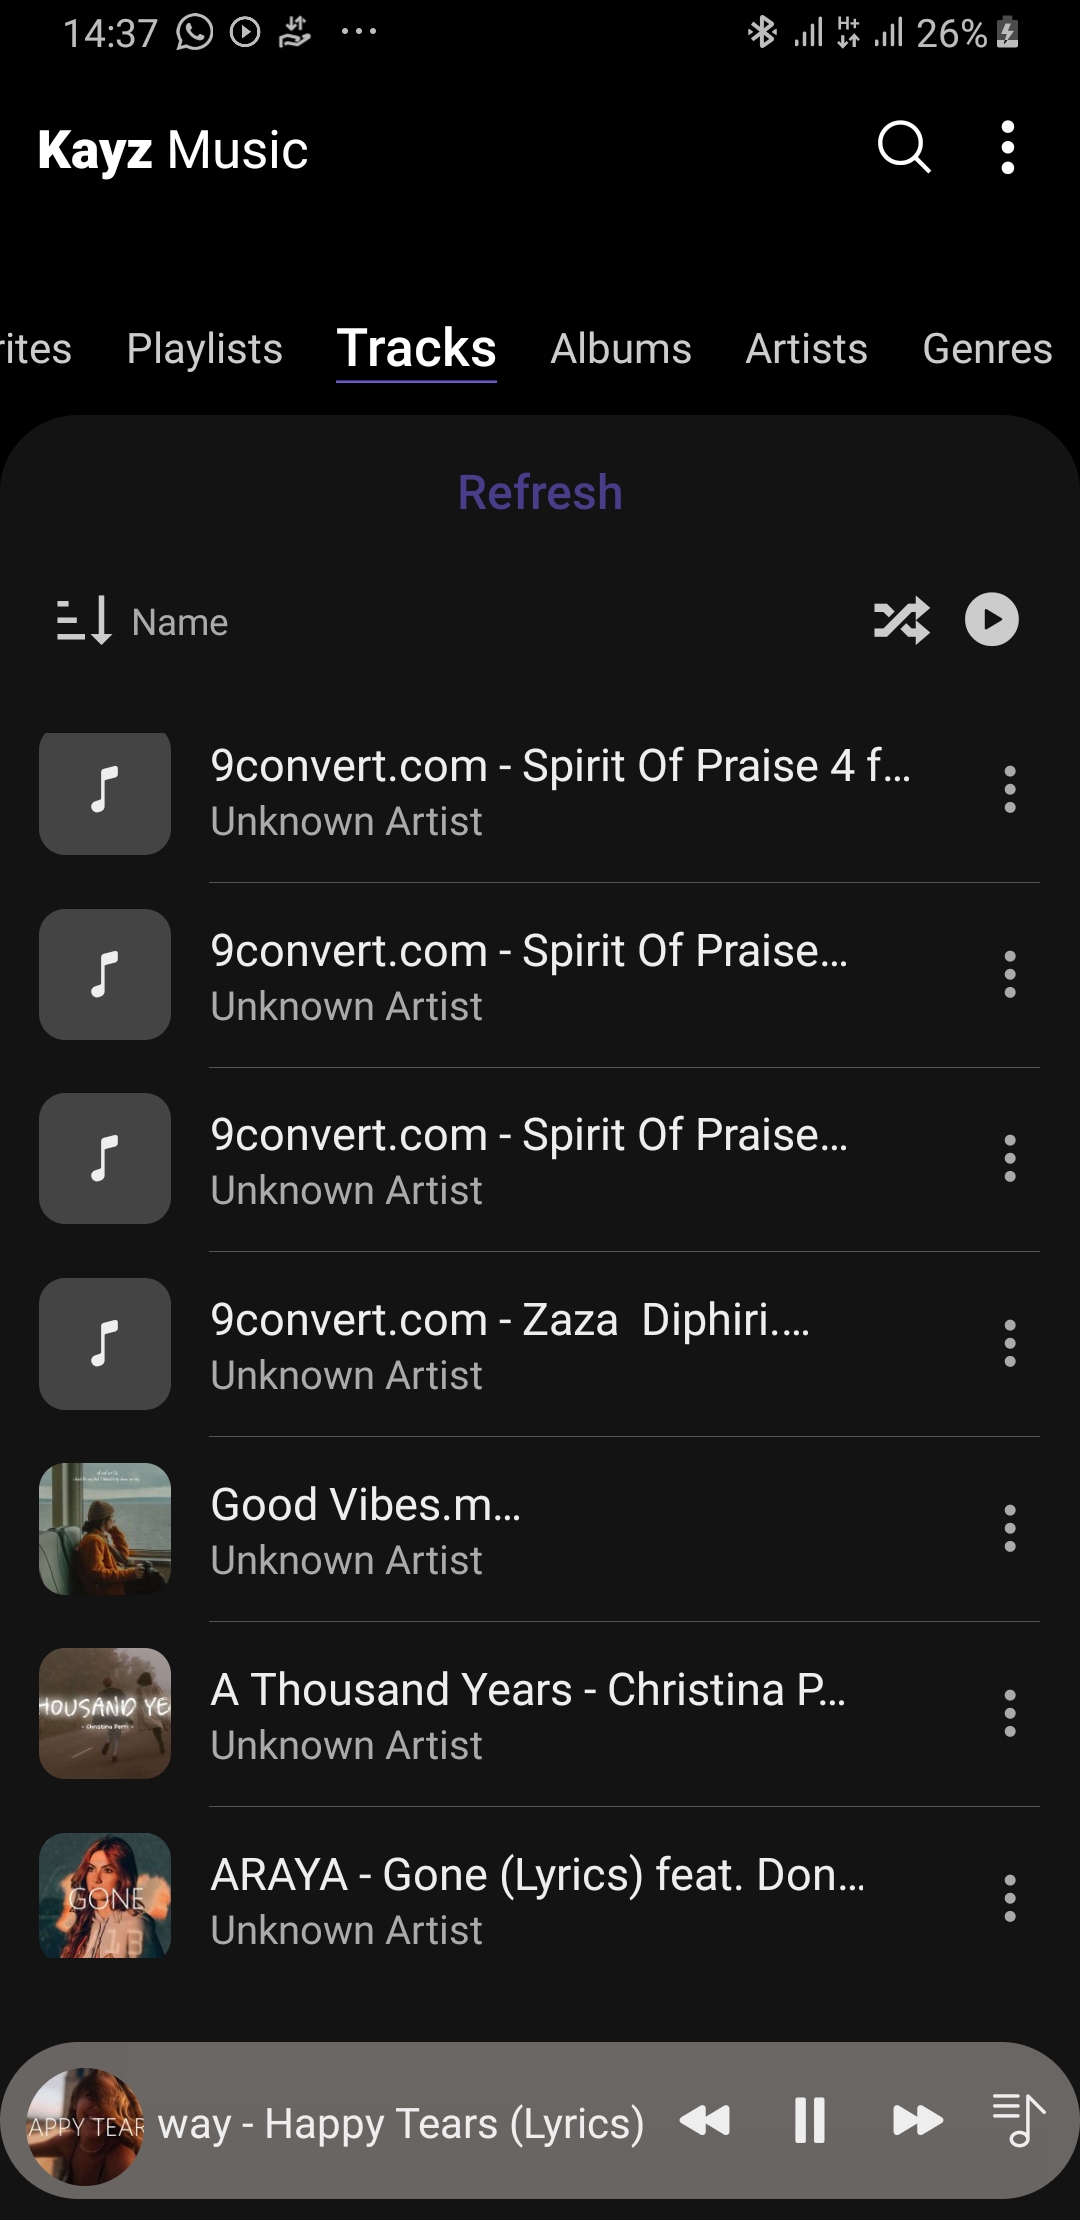 14:37
H+
26%
Kayz Music
rites Playlists Tracks Albums Artists Genres
Refresh
Name
9convert.com - Spirit Of Praise 4 f...
Unknown Artist
9convert.com - Spirit Of Praise...
Unknown Artist
9convert.com - Spirit Of Praise...
Unknown Artist
9convert.com - Zaza  Diphiri....
Unknown Artist
Good Vibes.m...
Unknown Artist
HOUSAND YE
- Christina Perri -
A Thousand Years - Christina P...
Unknown Artist
GONE
ARAYA - Gone (Lyrics) feat. Don...
Unknown Artist
APPY TEAR
way - Happy Tears (Lyrics)